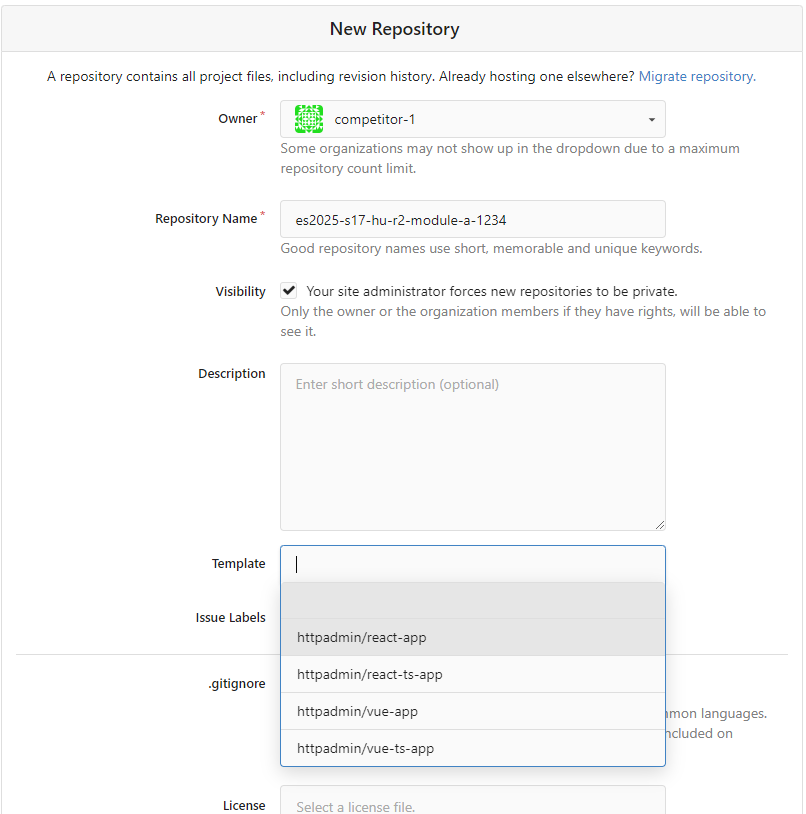 New Repository
A repository contains all project files, including revision history. Already hosting one elsewhere? Migrate repository.
Owner *
competitor-1
Some organizations may not show up in the dropdown due to a maximum
repository count limit.
Repository Name *
es2025-s17-hu-r2-module-a-1234
Good repository names use short, memorable and unique keywords.
Visibility
Your site administrator forces new repositories to be private.
Only the owner or the organization members if they have rights, will be able to
see it.
Description
Enter short description (optional)
Template
Issue Labels
httpadmin/react-app
httpadmin/react-ts-app
.gitignore
httpadmin/vue-app
mmon languages.
ncluded on
httpadmin/vue-ts-app
License
Select a license file.